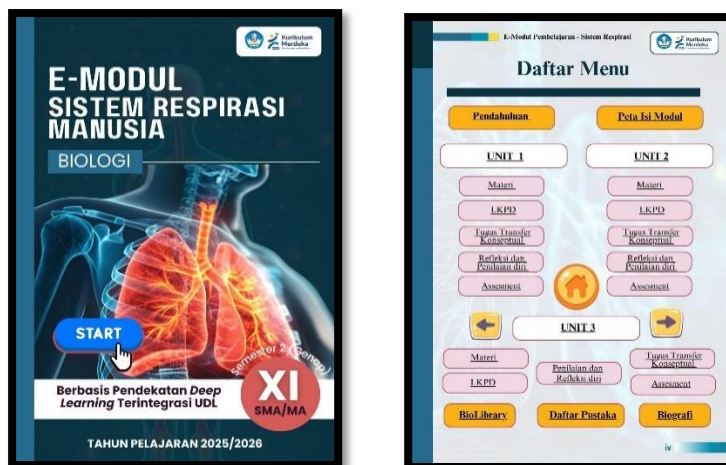 Kurikulum
Merdeka
E-MODUL
SISTEM RESPIRASI
MANUSIA
BIOLOGI
START
Semester 2 (Genap)
XI
SMA/MA
Berbasis Pendekatan Deep
Learning Terintegrasi UDL
TAHUN PELAJARAN 2025/2026
E-Modul Pembelajaran - Sistem Respirasi
Kurikulum
Merdeka
Daftar Menu
Pendahuluan
Peta Isi Modul
UNIT 1
UNIT 2
Materi
Materi
LKPD
LKPD
Tugas Transfer
Konseptual
Tugas Transfer
Konseptual
Refleksi dan
Penilaian diri
Refleksi dan
Penilaian diri
Assesment
Assesment
UNIT 3
Materi
Penilaian dan
Refleksi diri
Tugas Transfer
Konseptual
LKPD
Assesment
BioLibrary
Daftar Pustaka
Biografi
iv